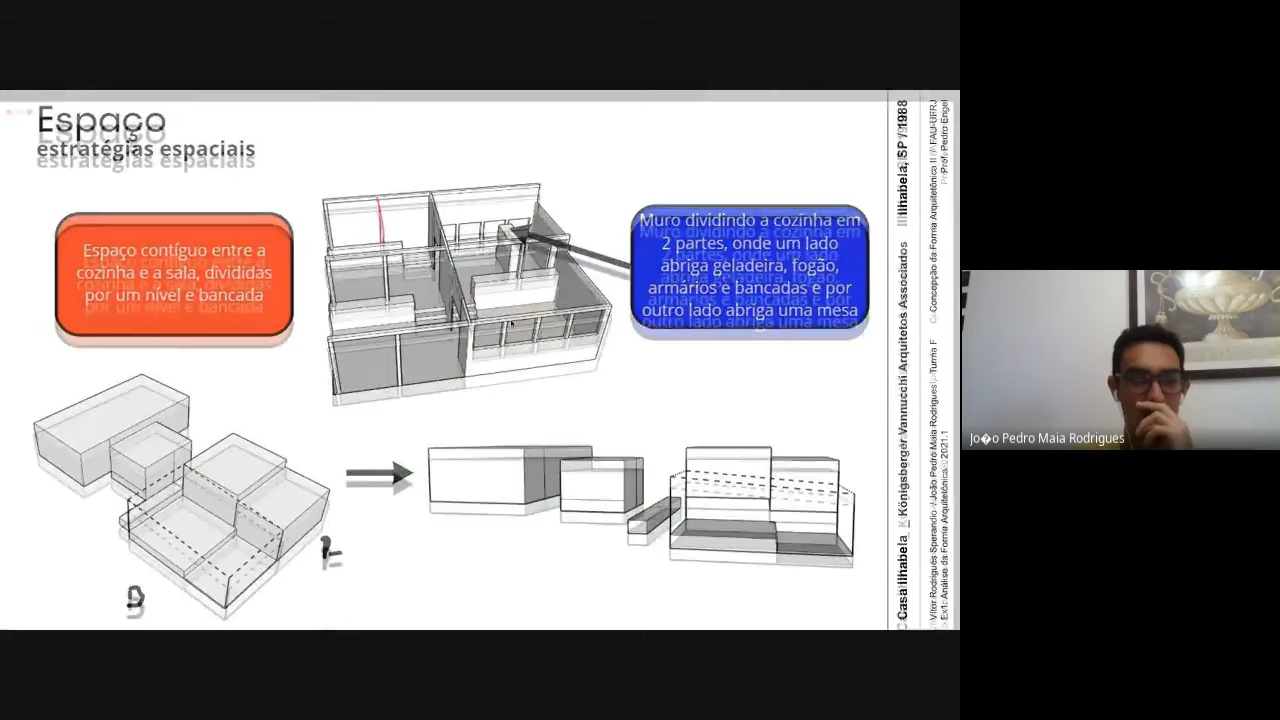 Espaço
estratégias espaciais
Espaço contíguo entre a
cozinha e a sala, divididas
por um nível e bancada
Muro dividindo a cozinha em
2 partes, onde um lado
abriga geladeira, fogão,
armários e bancadas e por
outro lado abriga uma mesa
Casa Ilhabela_ Königsberger Vannucchi Arquitetos Associados Ilhabela, SP / 1988
Vitor Rodrigues Sperandio / João Pedro Maia Rodrigues
Turma F
Concepção da Forma Arquitetônica II / FAU-UFRJ
Ex1: Análise da Forma Arquitetônica
2021.1
Prof. Pedro Engel
Jo�o Pedro Maia Rodrigues